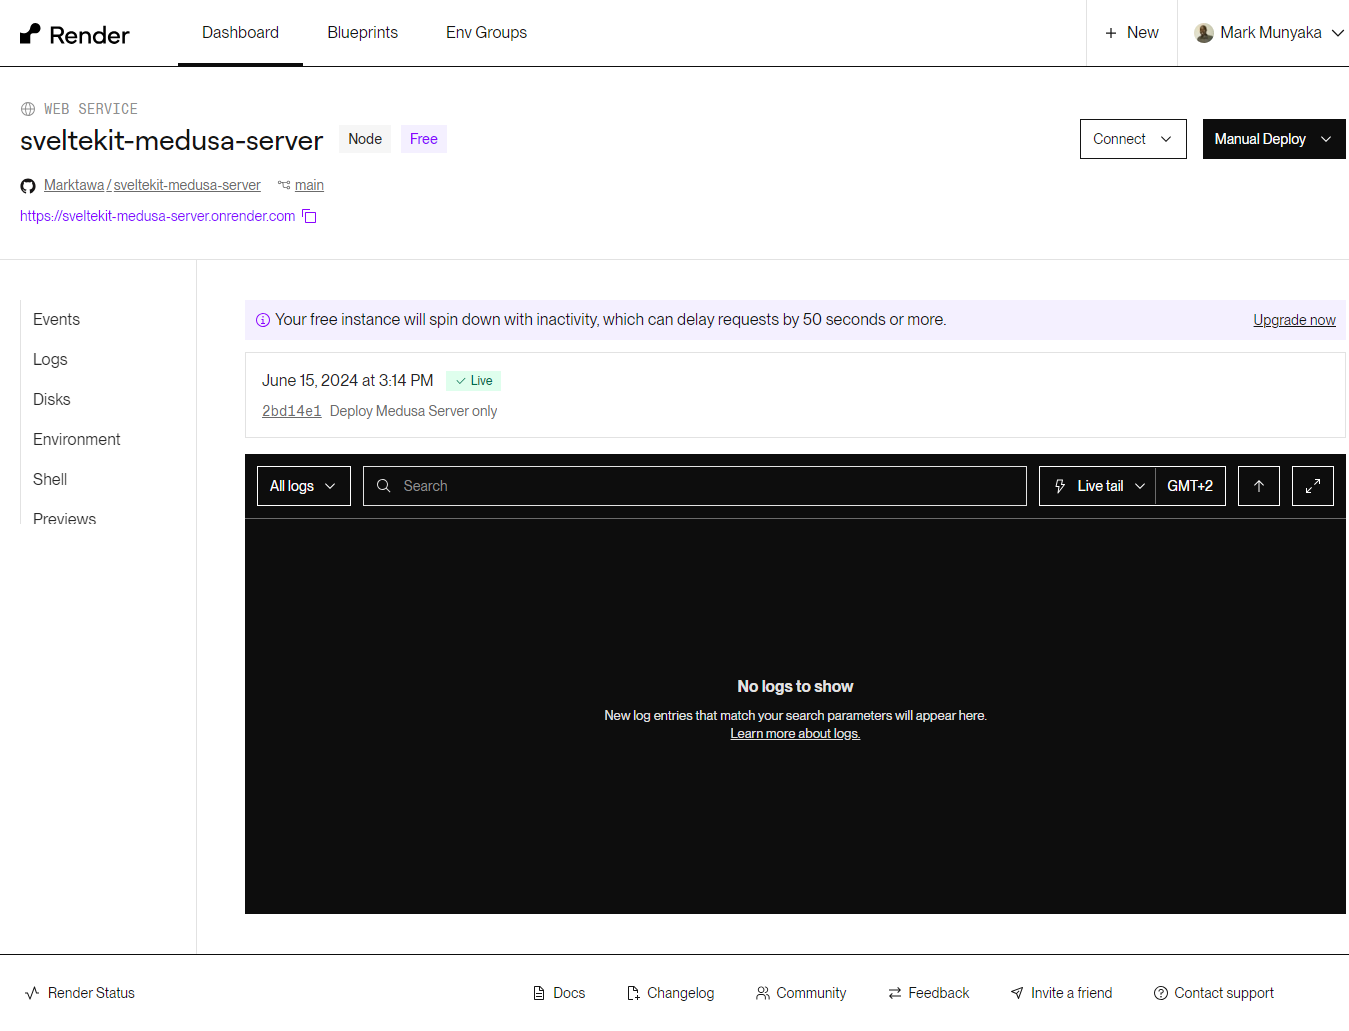 Render
Dashboard
Blueprints
Env Groups
+ New
Mark Munyaka
WEB SERVICE
sveltekit-medusa-server Node Free
Connect
Manual Deploy
Marktawa / sveltekit-medusa-server main
https://sveltekit-medusa-server.onrender.com
Events
Logs
Disks
Environment
Shell
Previews
Your free instance will spin down with inactivity, which can delay requests by 50 seconds or more.
Upgrade now
June 15, 2024 at 3:14 PM Live
2bd14e1 Deploy Medusa Server only
All logs
Search
Live tail
GMT+2
No logs to show
New log entries that match your search parameters will appear here.
Learn more about logs.
Render Status
Docs
Changelog
Community
Feedback
Invite a friend
Contact support